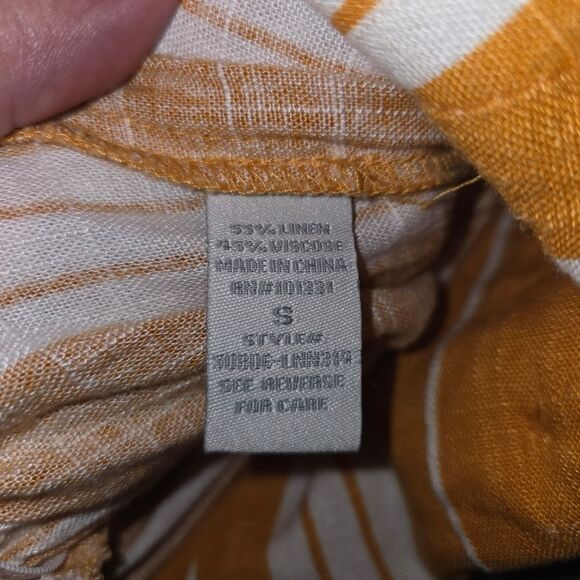 55% LINEN
45% VISCOSE
MADE IN CHINA
RN#101231
S
STYLE#
SEE REVERSE
FOR CARE